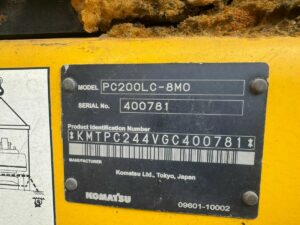 MODEL PC200LC-8M0
SERIAL No. 400781
Product Identification Number
*KMTPC244VGC400781*
MANUFACTURER
Komatsu Ltd., Tokyo, Japan
KOMATSU
09601-10002